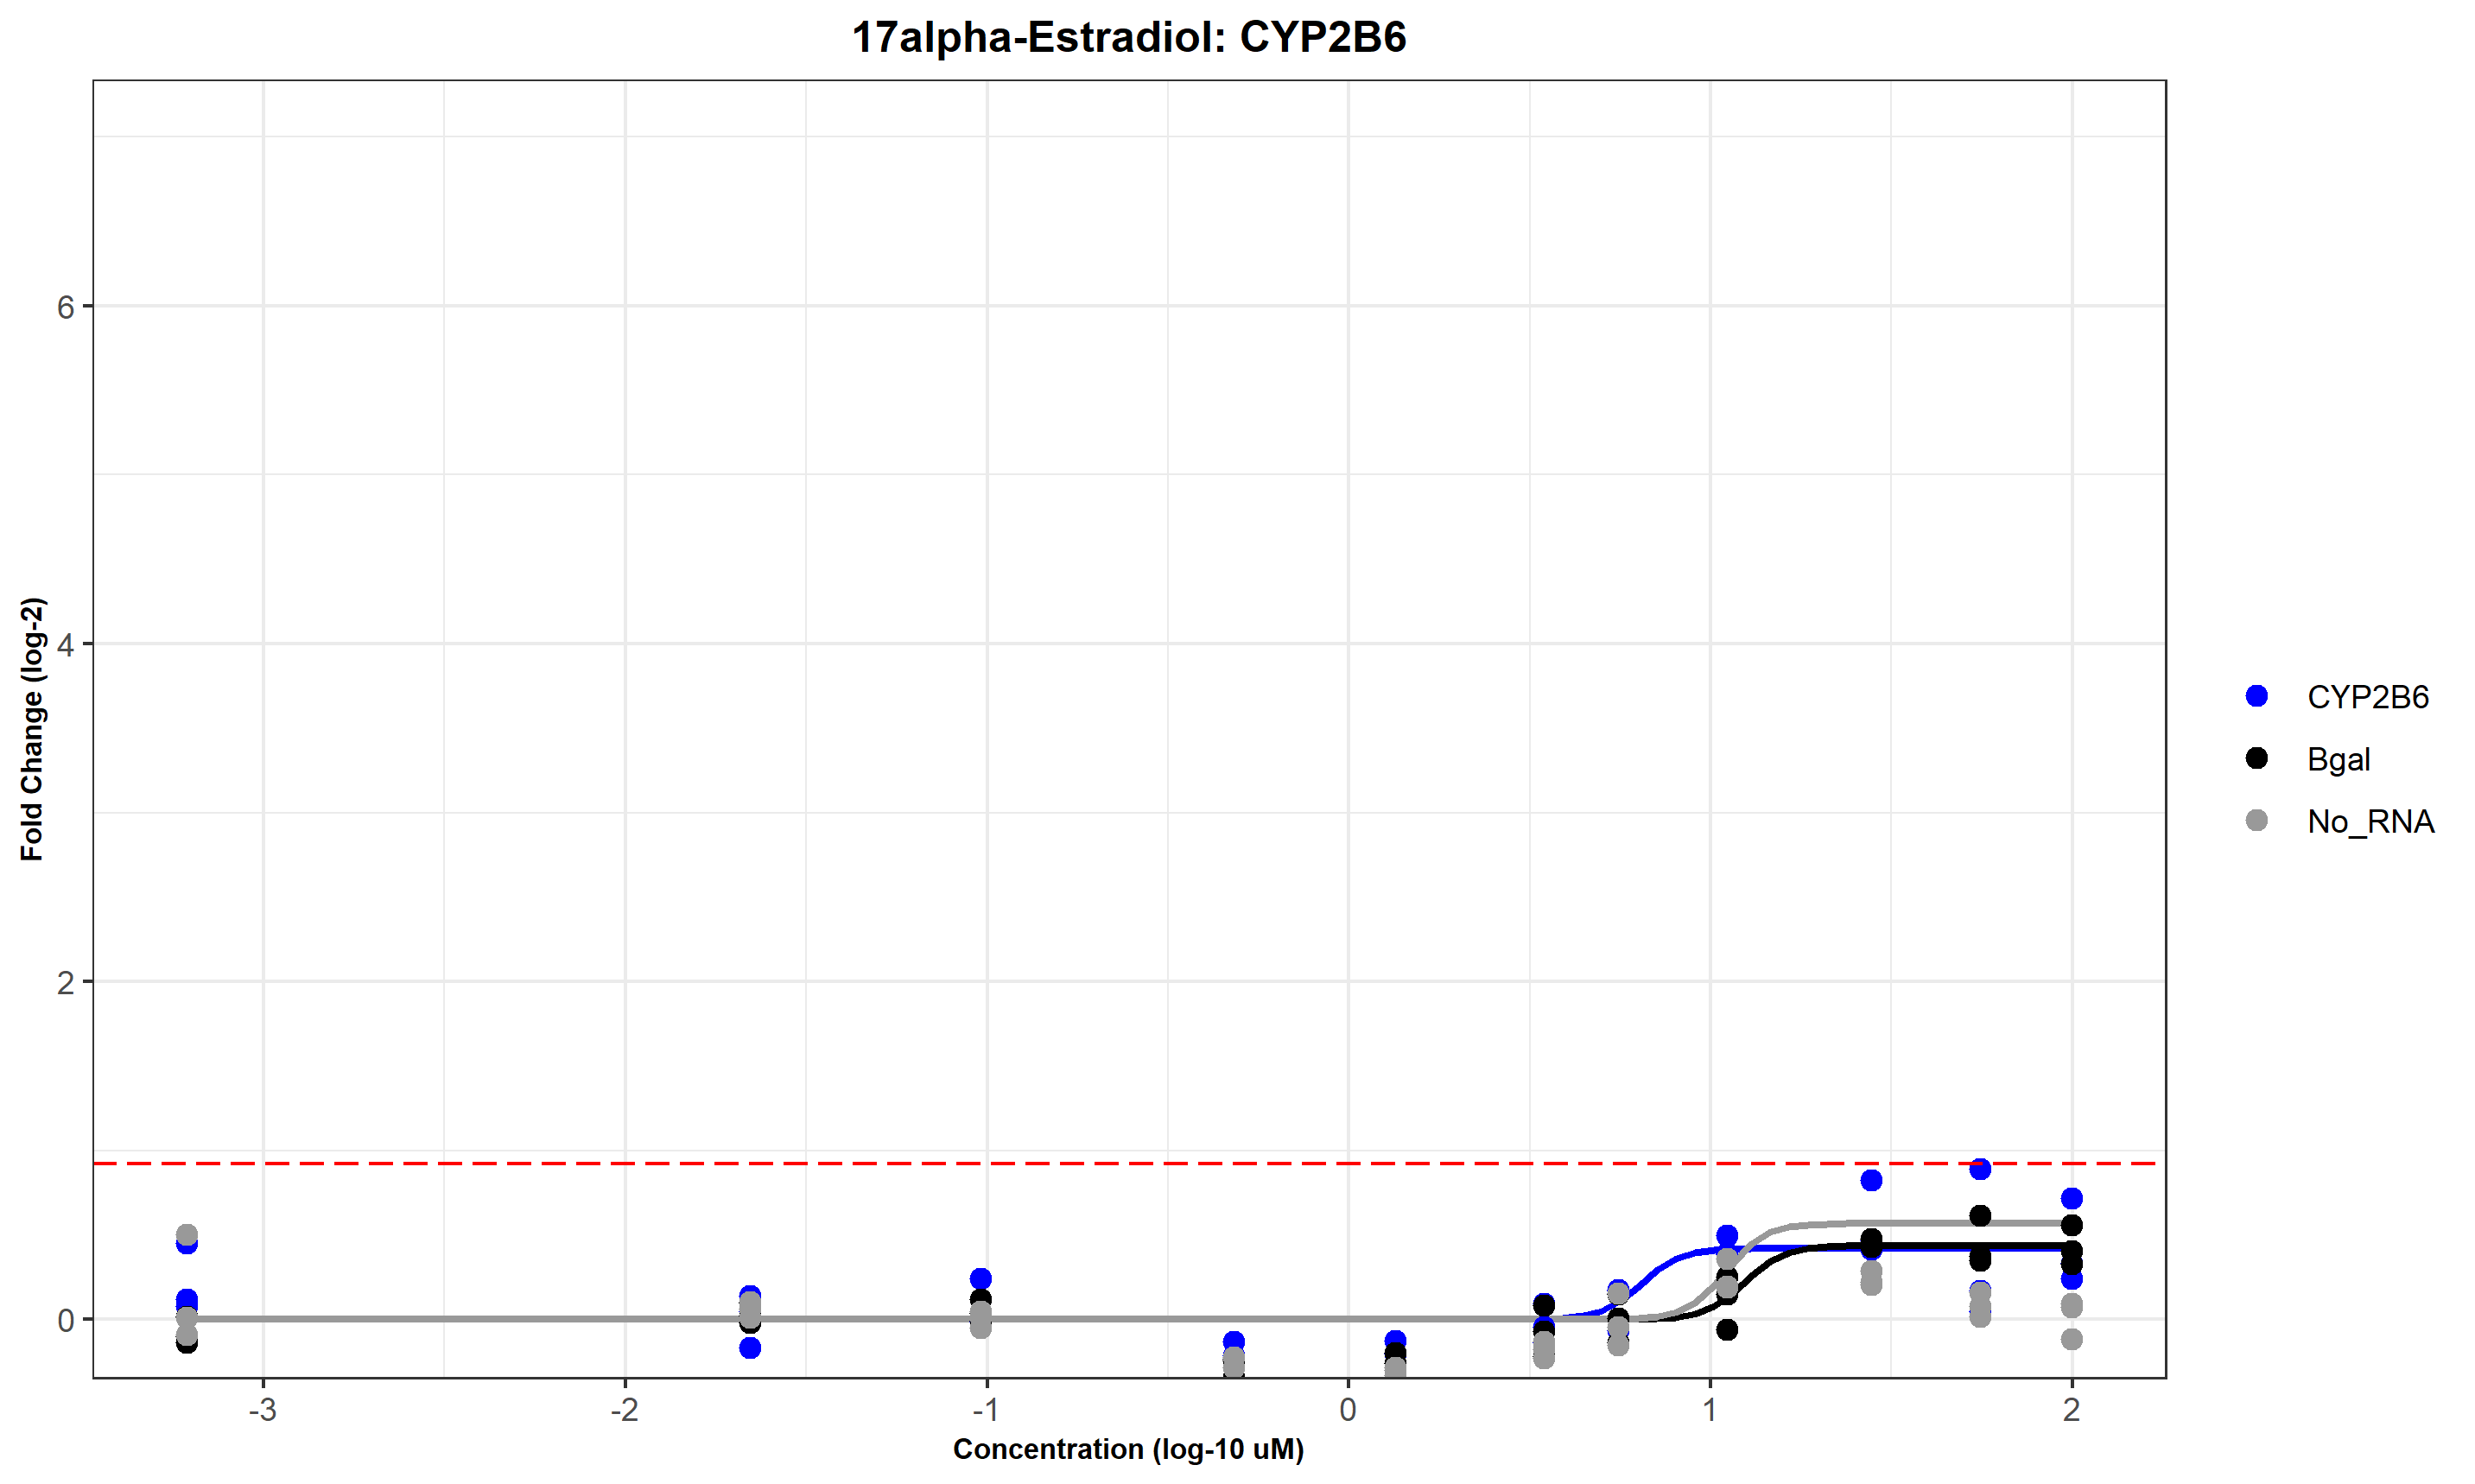 17alpha-Estradiol: CYP2B6
Fold Change (log-2)
6
4
2
0
-3
-2
-1
0
1
2
Concentration (log-10 uM)
CYP2B6
Bgal
No_RNA